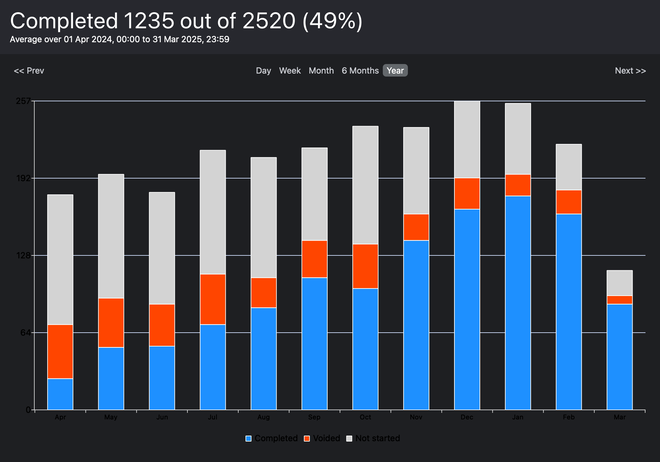 Completed 1235 out of 2520 (49%)
Average over 01 Apr 2024, 00:00 to 31 Mar 2025, 23:59
<< Prev Day Week Month 6 Months Year Next >>
257
192
128
64
0
Apr May Jun Jul Aug Sep Oct Nov Dec Jan Feb Mar
Completed Voided Not started